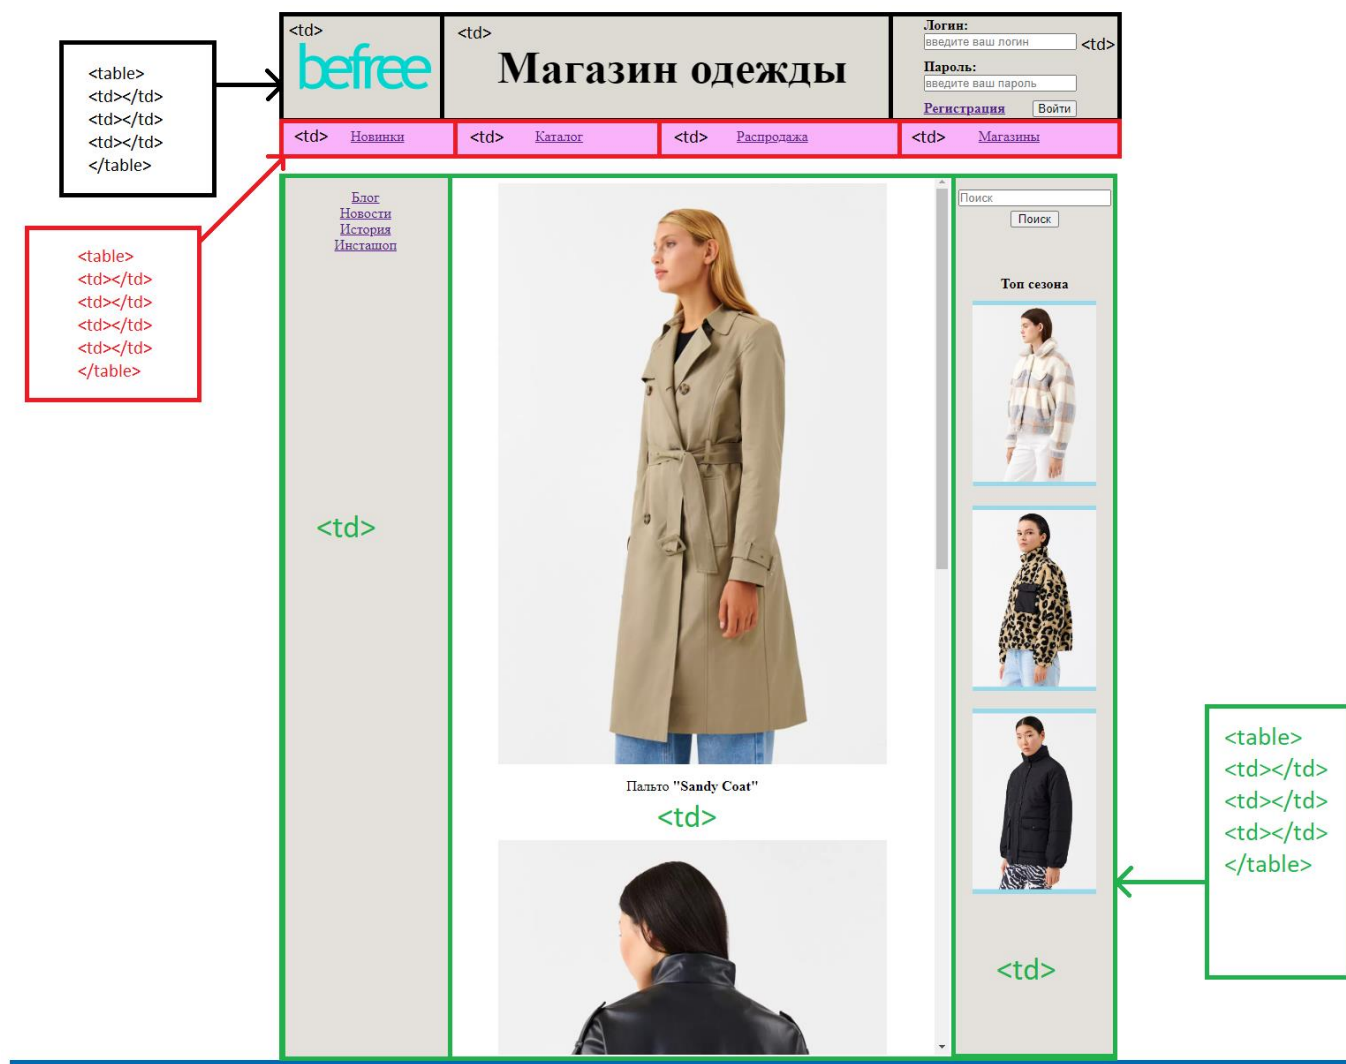 <table>
<td></td>
<td></td>
<td></td>
</table>
<td>
befree
<td>
Магазин одежды
Логин:
введите ваш логин
<td>
Пароль:
введите ваш пароль
Регистрация
Войти
<td> Новинки
<td> Каталог
<td> Распродажа
<td> Магазины
<table>
<td></td>
<td></td>
<td></td>
<td></td>
</table>
Блог
Новости
История
Инсташоп
<td>
Пальто "Sandy Coat"
<td>
Поиск
Поиск
Топ сезона
<td>
<table>
<td></td>
<td></td>
<td></td>
</table>